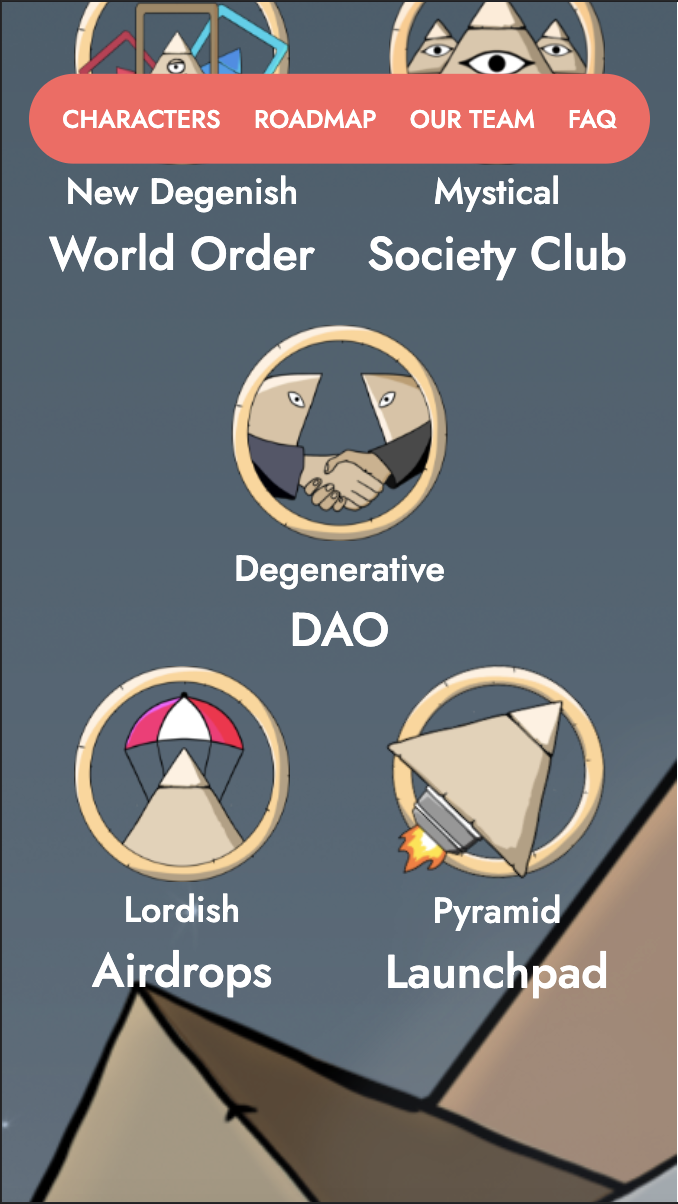 CHARACTERS ROADMAP OUR TEAM FAQ
New Degenish
World Order
Mystical
Society Club
Degenerative
DAO
Lordish
Airdrops
Pyramid
Launchpad